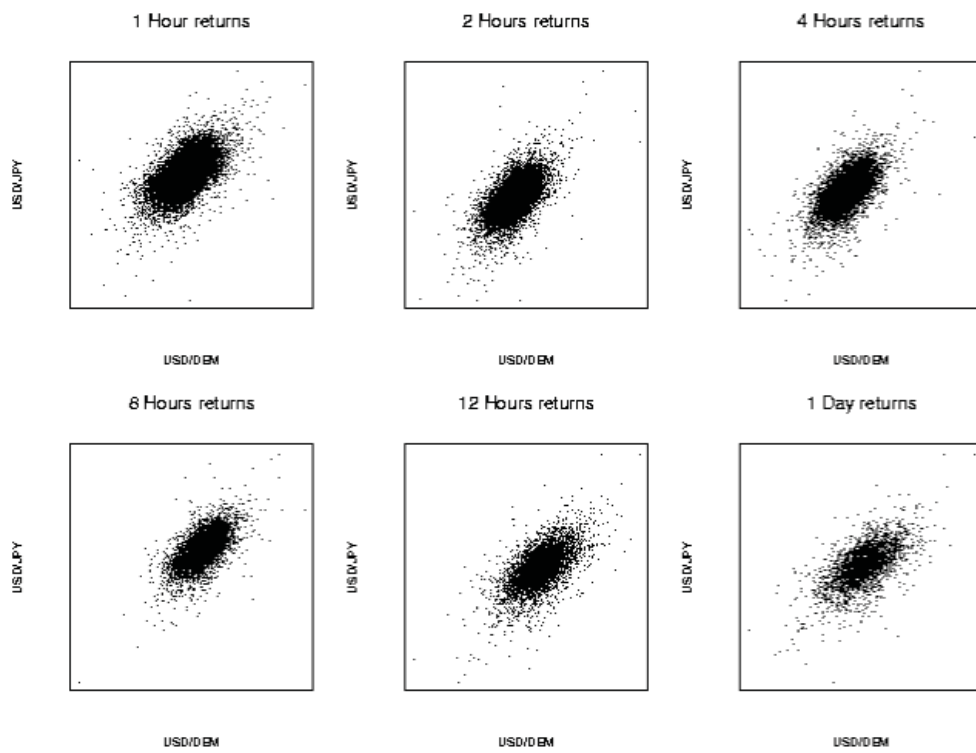 1 Hour returns
2 Hours returns
4 Hours returns
USD/JPY
USD/JPY
USD/JPY
USD/DEM
USD/DEM
USD/DEM
8 Hours returns
12 Hours returns
1 Day returns
USD/JPY
USD/JPY
USD/JPY
USD/DEM
USD/DEM
USD/DEM